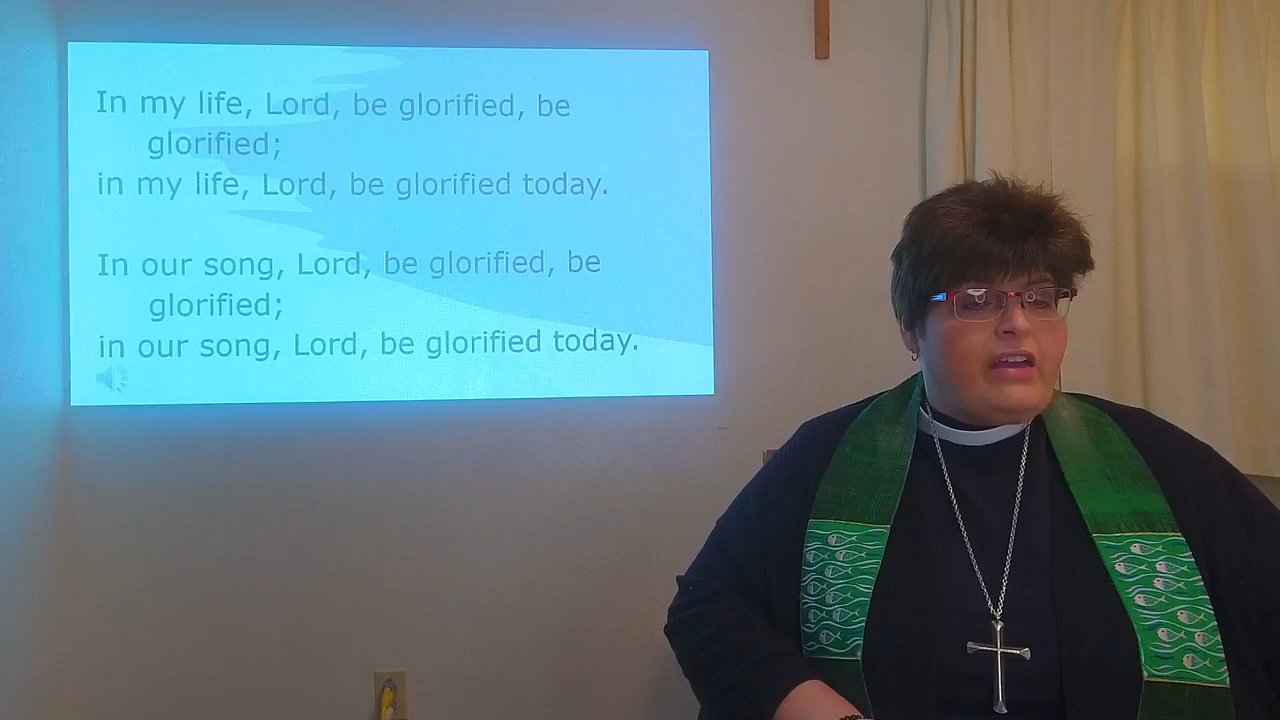 In my life, Lord, be glorified, be
glorified;
in my life, Lord, be glorified today.
In our song, Lord, be glorified, be
glorified;
in our song, Lord, be glorified today.